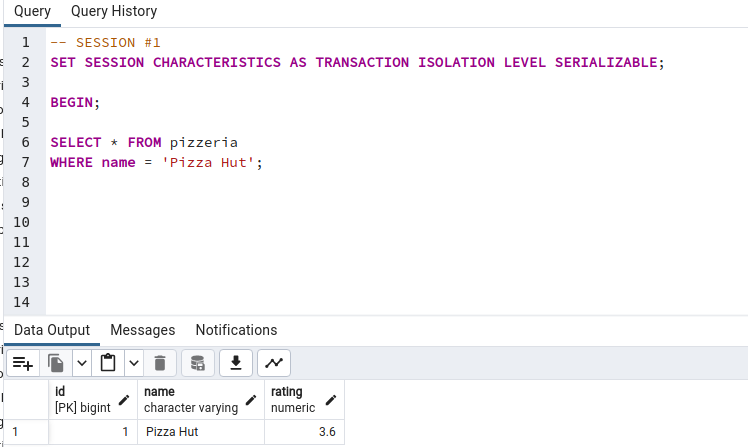 Query Query History
1 -- SESSION #1
2 SET SESSION CHARACTERISTICS AS TRANSACTION ISOLATION LEVEL SERIALIZABLE;
3
4 BEGIN;
5
6 SELECT * FROM pizzeria
7 WHERE name = 'Pizza Hut';
8
9
10
11
12
13
14
Data Output Messages Notifications
id name rating
[PK] bigint character varying numeric
1 1 Pizza Hut 3.6